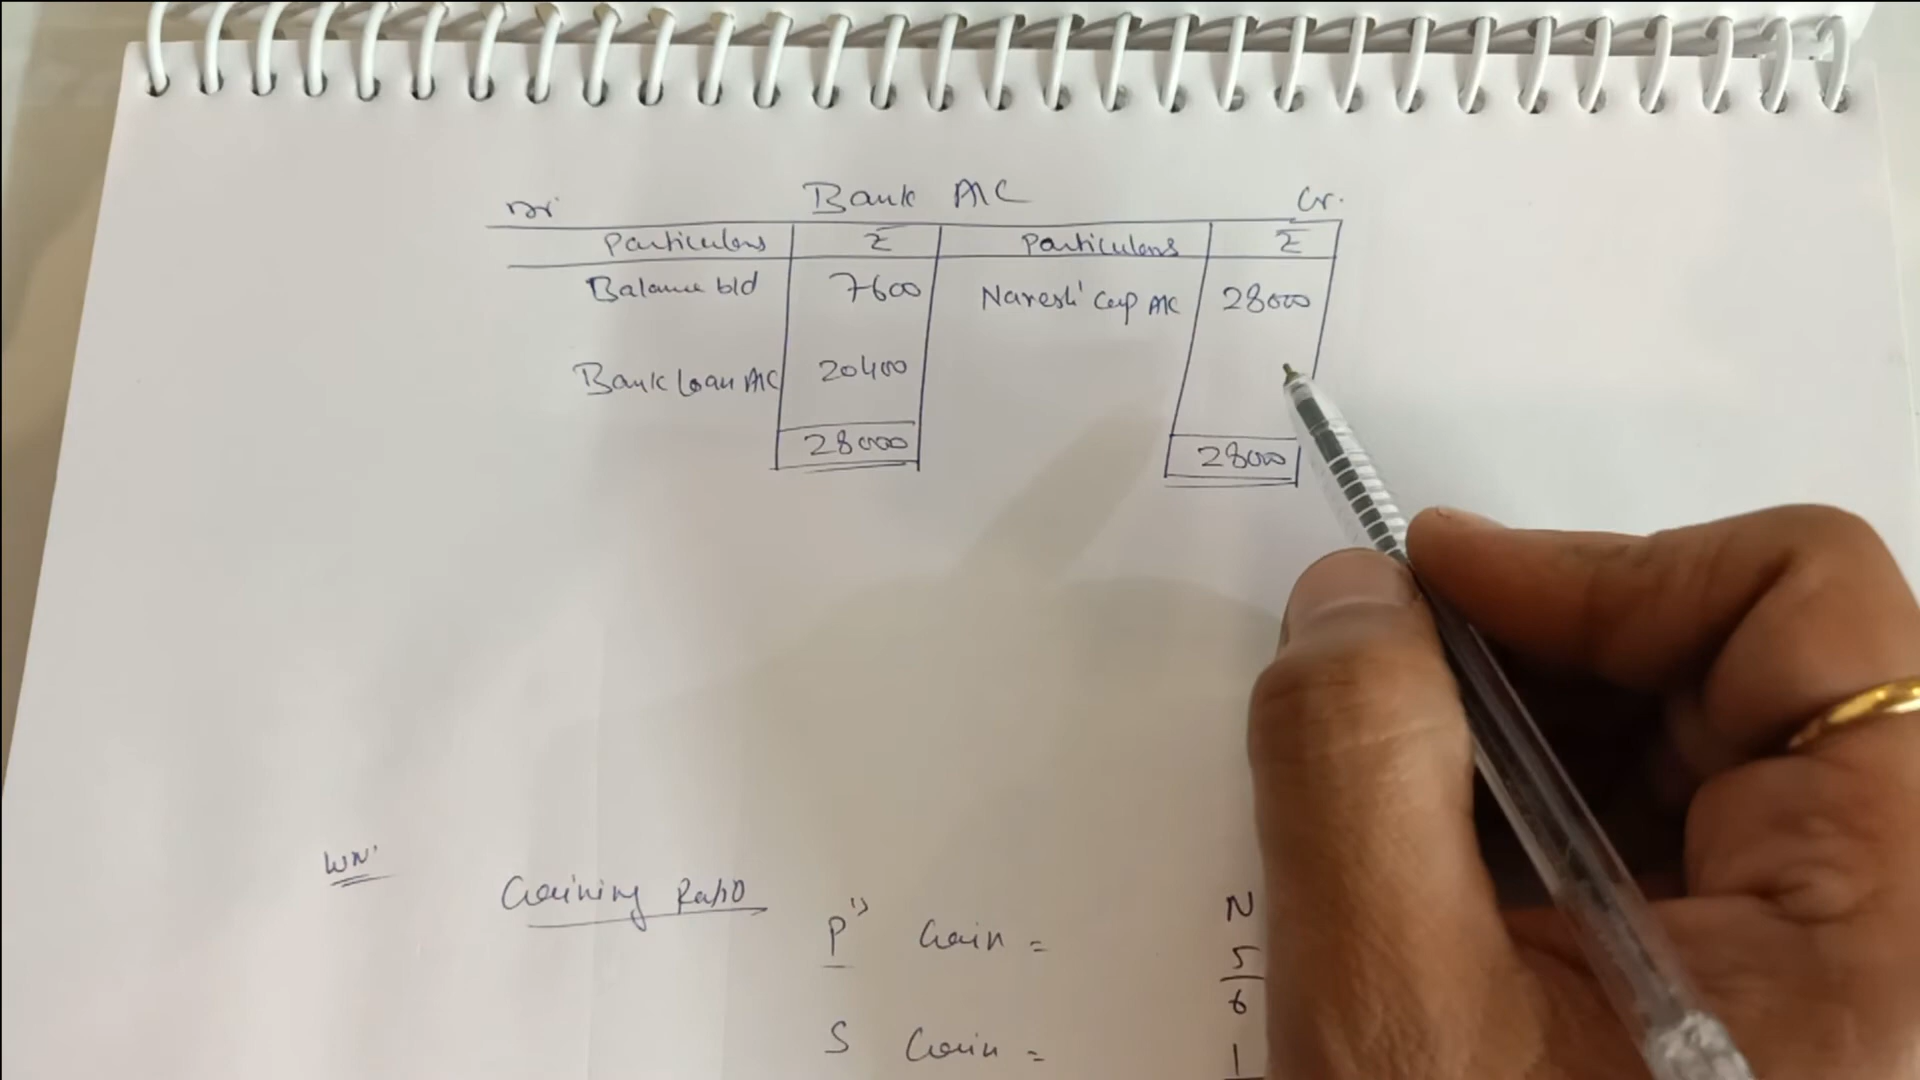 Dr Bank A/C Cr.
Particulars ₹ Particulars ₹
Balance b/d 7600 Naresh' Cap A/c 28000
Bank Loan A/C 20400
28000 28000
WN'
Gaining Ratio
P's Gain = N 5/6
S Gain = 1